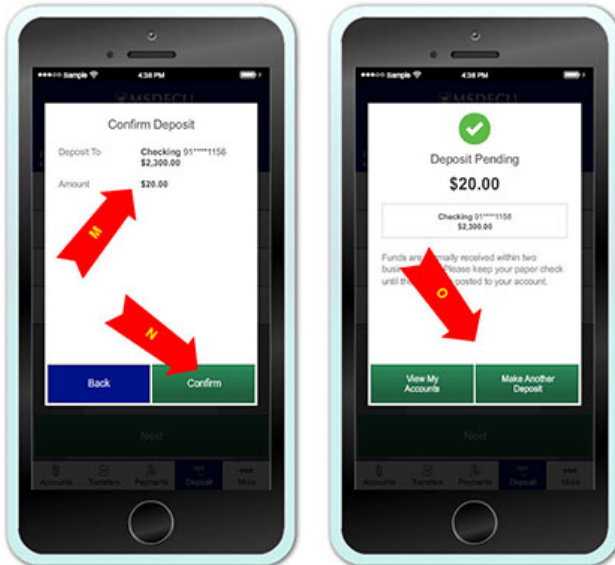 ●●●○○ Sample 4:38 PM
MSDFCU
Confirm Deposit
Deposit To Checking 91****1156
$2,300.00
Amount $20.00
M
N
Back Confirm
Next
Accounts Transfers Payments Deposit More
●●●○○ Sample 4:38 PM
MSDFCU
Deposit Pending
$20.00
Checking 91****1156
$2,300.00
Funds are normally received within two
Please keep your paper check
until posted to your account.
O
View My
Accounts
Make Another
Deposit
Next
Accounts Transfers Payments Deposit More